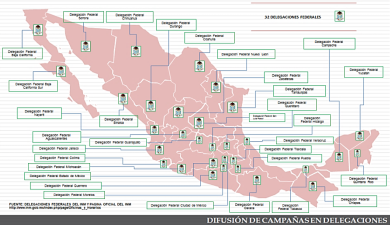 Delegación Federal
Sonora
Delegación Federal
Chihuahua
Delegación Federal
Durango
Delegación Federal
Coahuila
32 DELEGACIONES FEDERALES
Delegación Federal
Campeche
Delegación Federal
Baja California
Delegación Federal Nuevo León
Delegación Federal
Yucatán
Delegación Federal
Zacatecas
Delegación Federal Baja
California Sur
Delegación Federal
Tamaulipas
Delegación Federal
Querétaro
Delegación Federal
Nayarit
Delegación Federal
Sinaloa
Delegación Federal Hidalgo
Delegación Federal
Aguascalientes
Delegación Federal Guanajuato
Delegación Federal Veracruz
Delegación Federal Jalisco
Delegación Federal Tlaxcala
Delegación Federal Colima
Delegación Federal Puebla
Delegación Federal Michoacán
Delegación Federal Estado de México
Delegación Federal
Quintana Roo
Delegación Federal Guerrero
Delegación Federal Morelos
Delegación Federal
Chiapas
Delegación Federal Ciudad de México
Delegación Federal
Oaxaca
Delegación Federal
Tabasco
FUENTE: DELEGACIONES FEDERALES DEL INM Y PAGINA OFICIAL DEL INM
DIFUSIÓN DE CAMPAÑAS EN DELEGACIONES